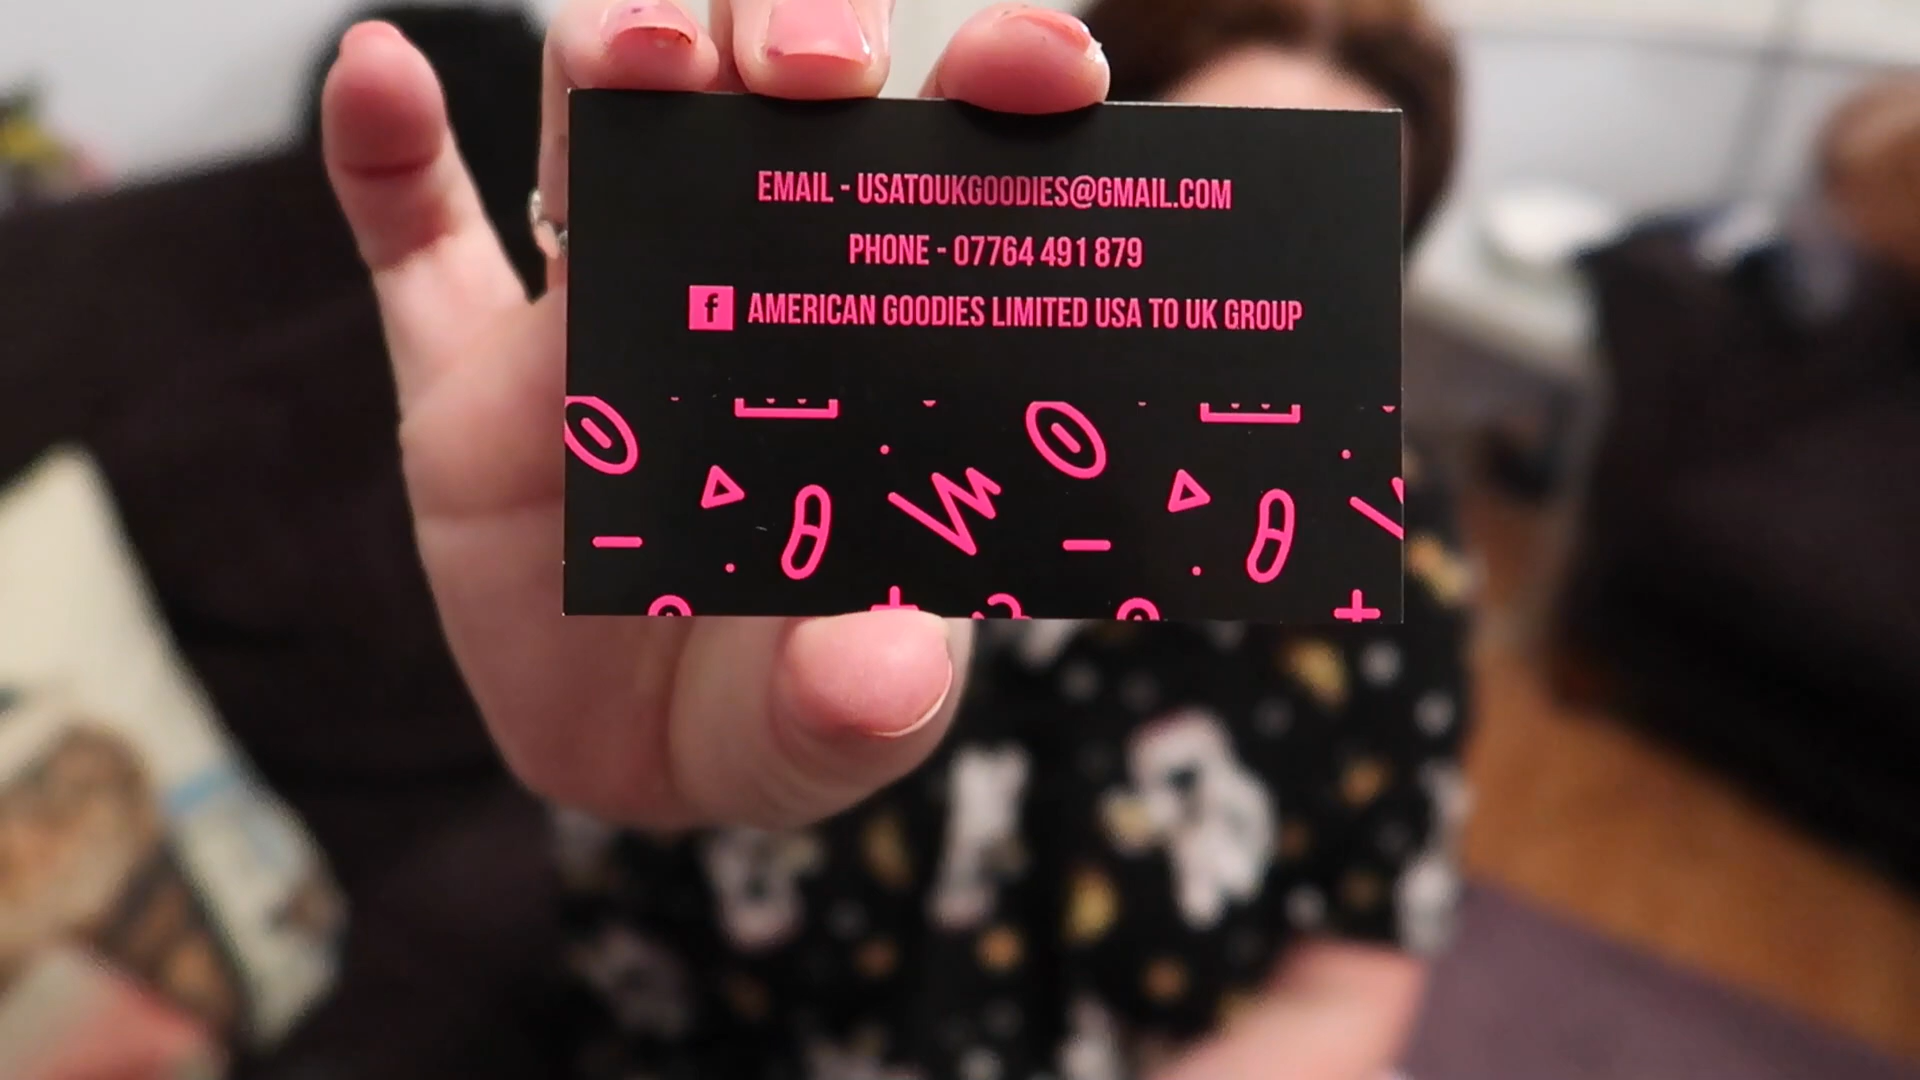 EMAIL - USATOUKGOODIES@GMAIL.COM
PHONE - 07764 491 879
f AMERICAN GOODIES LIMITED USA TO UK GROUP